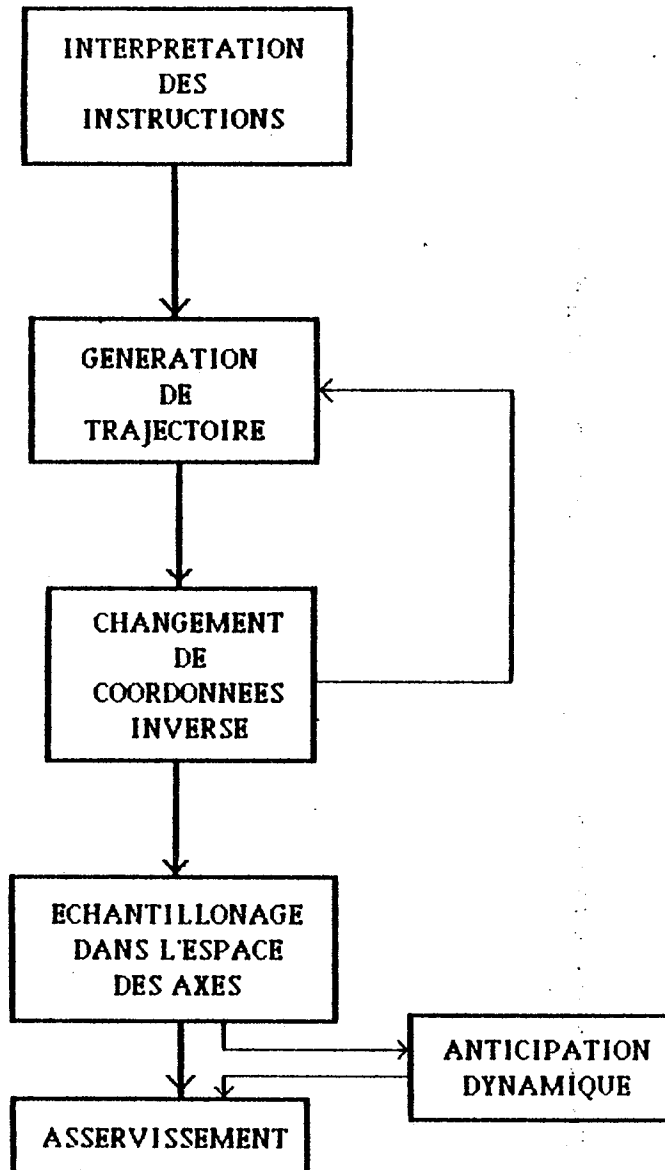 INTERPRETATION
DES
INSTRUCTIONS
GENERATION
DE
TRAJECTOIRE
CHANGEMENT
DE
COORDONNEES
INVERSE
ECHANTILLONAGE
DANS L'ESPACE
DES AXES
ANTICIPATION
DYNAMIQUE
ASSERVISSEMENT